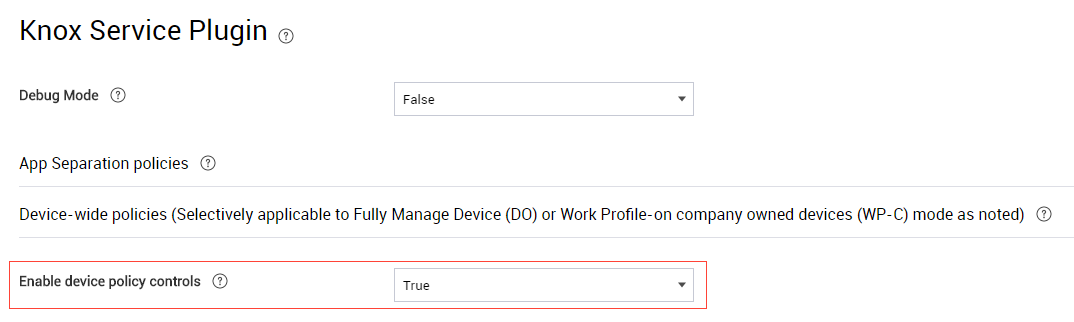 Knox Service Plugin ?
Debug Mode ? False
App Separation policies ?
Device-wide policies (Selectively applicable to Fully Manage Device (DO) or Work Profile-on company owned devices (WP-C) mode as noted) ?
Enable device policy controls ? True